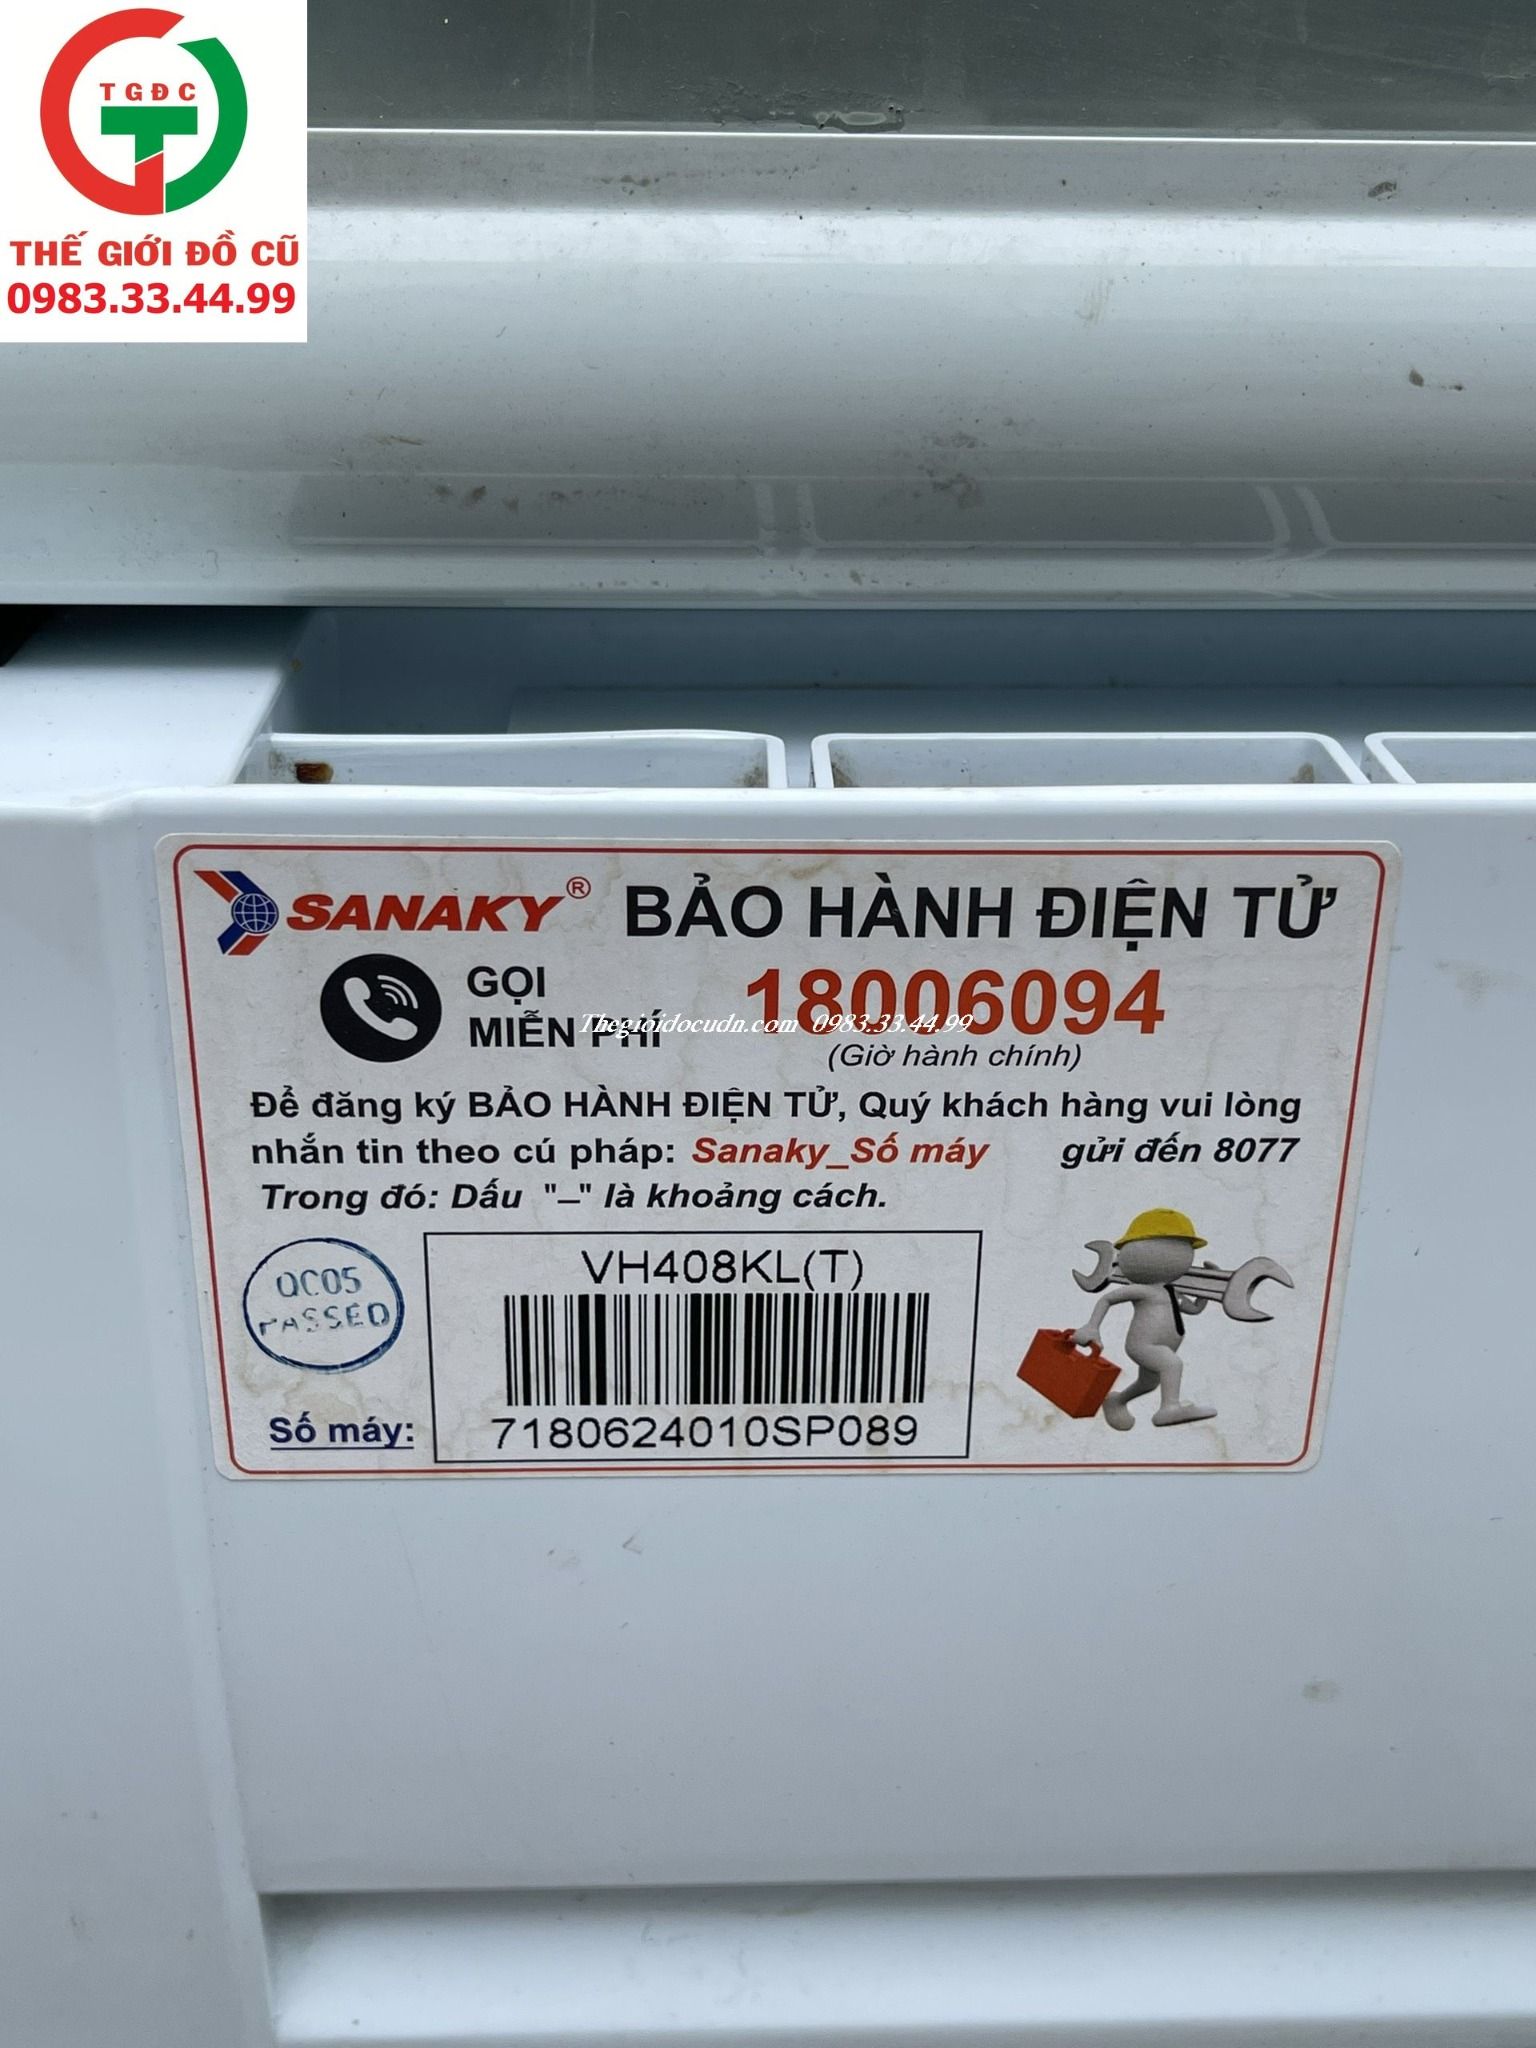 TGĐC
THẾ GIỚI ĐỒ CŨ
0983.33.44.99
SANAKY® BẢO HÀNH ĐIỆN TỬ
GỌI
MIỄN PHÍ 18006094
Thegioidocudn.com 0983.33.44.99
(Giờ hành chính)
Để đăng ký BẢO HÀNH ĐIỆN TỬ, Quý khách hàng vui lòng
nhắn tin theo cú pháp: Sanaky_Số máy gửi đến 8077
Trong đó: Dấu "_" là khoảng cách.
QC05
PASSED
VH408KL(T)
Số máy: 7180624010SP089